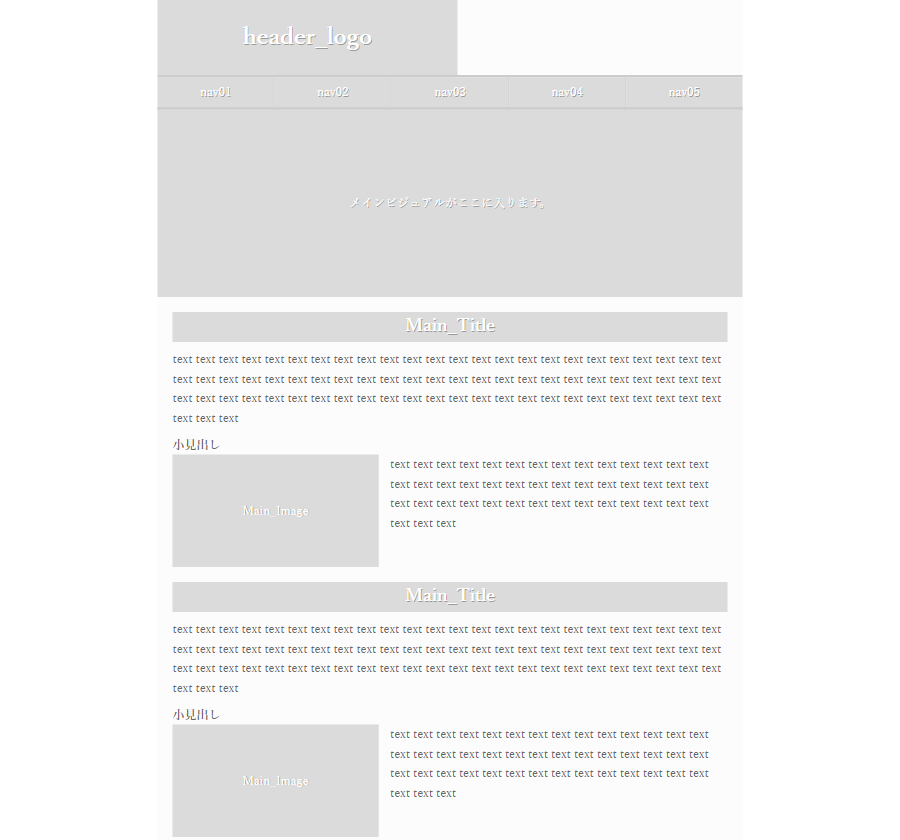 header_logo
nav01 nav02 nav03 nav04 nav05
メインビジュアルがここに入ります。
Main_Title
text text text text text text text text text text text text text text text text text text text text text text text text
text text text text text text text text text text text text text text text text text text text text text text text text
text text text text text text text text text text text text text text text text text text text text text text text text
text text text
小見出し
Main_Image
text text text text text text text text text text text text text text
text text text text text text text text text text text text text text
text text text text text text text text text text text text text text
text text text
Main_Title
text text text text text text text text text text text text text text text text text text text text text text text text
text text text text text text text text text text text text text text text text text text text text text text text text
text text text text text text text text text text text text text text text text text text text text text text text text
text text text
小見出し
Main_Image
text text text text text text text text text text text text text text
text text text text text text text text text text text text text text
text text text text text text text text text text text text text text
text text text